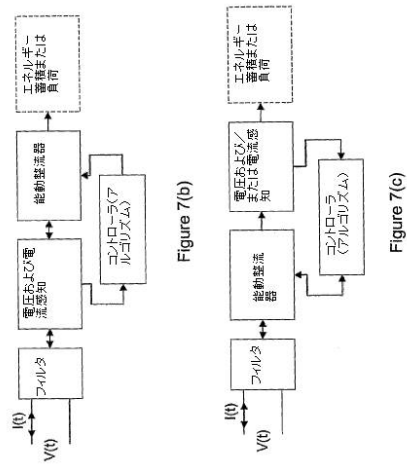 I(t)
V(t)
フィルタ
電圧および電
流感知
能動整流器
エネルギー
蓄積または
負荷
コントローラ(ア
ルゴリズム)
Figure 7(b)
I(t)
V(t)
フィルタ
能動整流
器
電圧および/
または電流感
知
エネルギー
蓄積または
負荷
コントローラ
(アルゴリズム)
Figure 7(c)